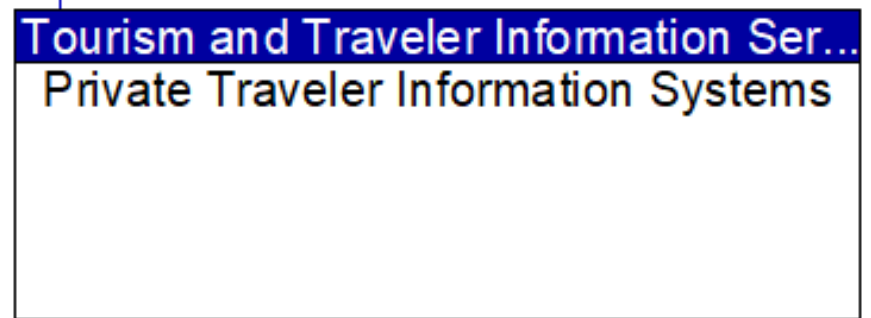 Tourism and Traveler Information Ser...
Private Traveler Information Systems